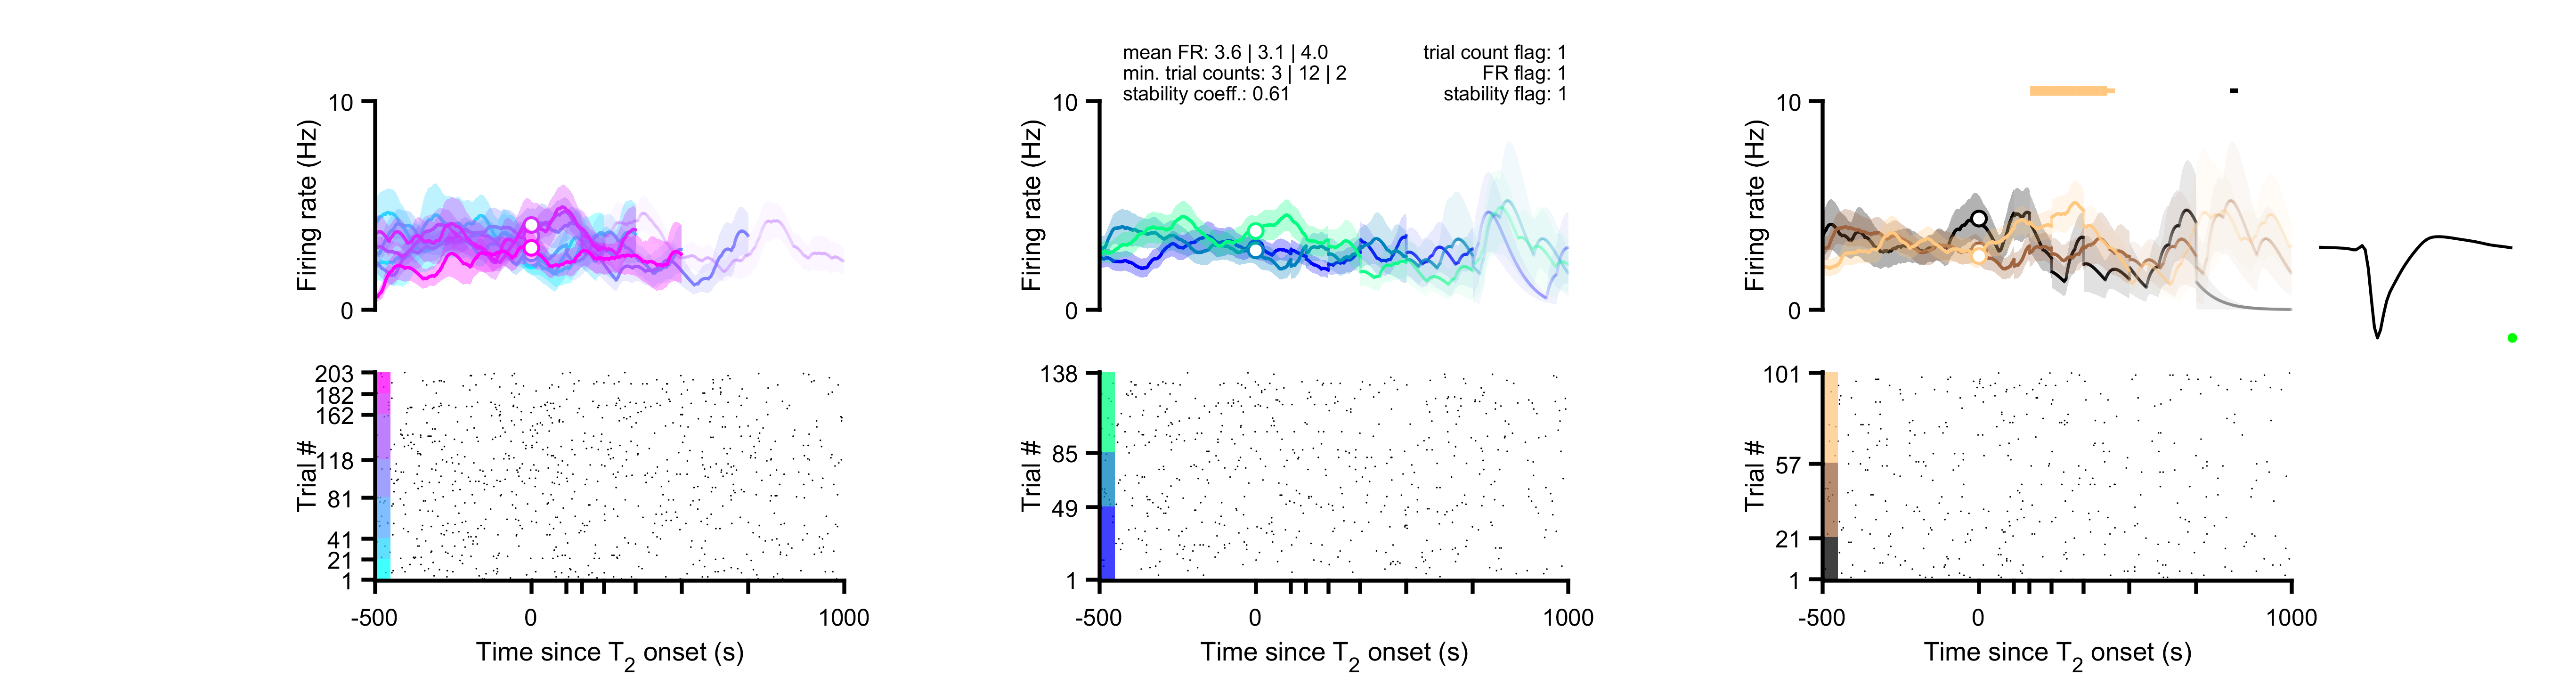 mean FR: 3.6 | 3.1 | 4.0
min. trial counts: 3 | 12 | 2
stability coeff.: 0.61
trial count flag: 1
FR flag: 1
stability flag: 1
10
Firing rate (Hz)
0
10
Firing rate (Hz)
0
10
Firing rate (Hz)
0
203
182
162
118
81
41
21
1
Trial #
-500
0
1000
Time since T2 onset (s)
138
85
49
1
Trial #
-500
0
1000
Time since T2 onset (s)
101
57
21
1
Trial #
-500
0
1000
Time since T2 onset (s)